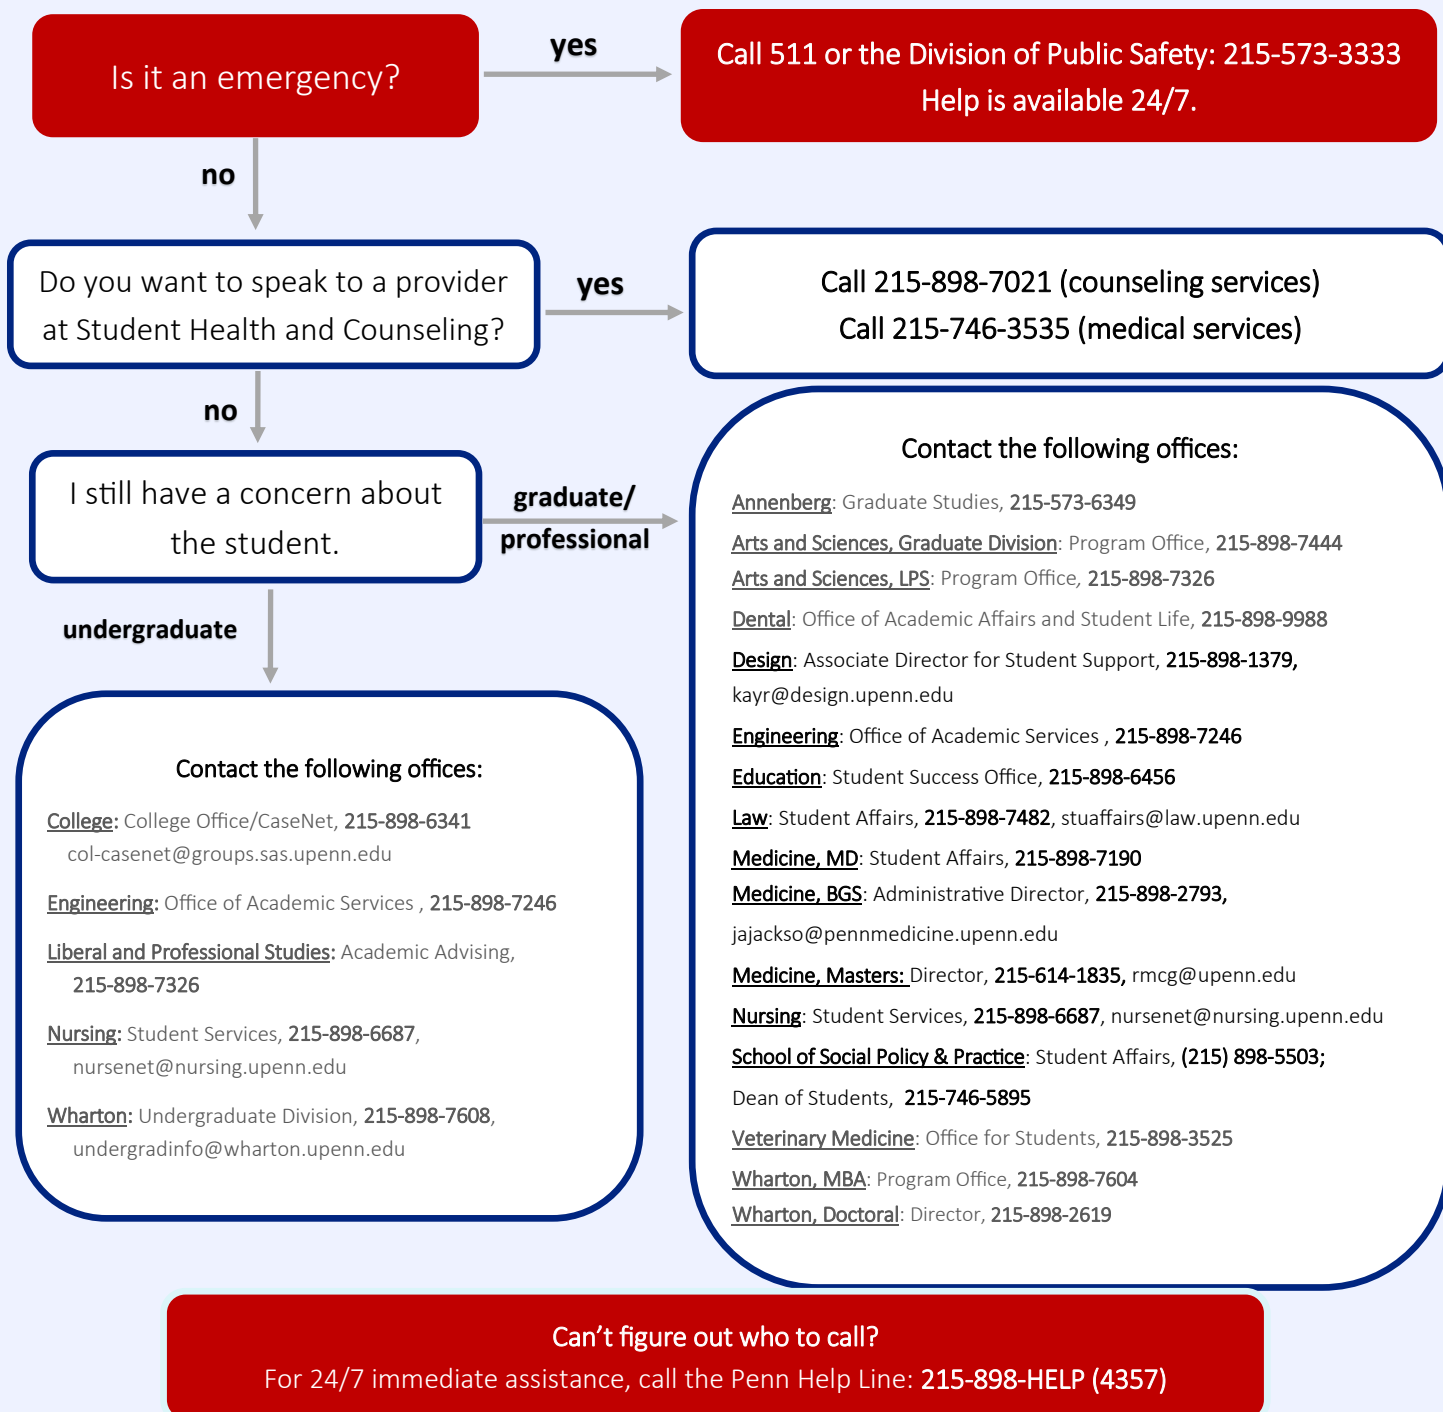 Is it an emergency?
yes
Call 511 or the Division of Public Safety: 215-573-3333
Help is available 24/7.
no
Do you want to speak to a provider
at Student Health and Counseling?
yes
Call 215-898-7021 (counseling services)
Call 215-746-3535 (medical services)
no
I still have a concern about
the student.
graduate/
professional
Contact the following offices:
Annenberg: Graduate Studies, 215-573-6349
Arts and Sciences, Graduate Division: Program Office, 215-898-7444
Arts and Sciences, LPS: Program Office, 215-898-7326
Dental: Office of Academic Affairs and Student Life, 215-898-9988
Design: Associate Director for Student Support, 215-898-1379,
kayr@design.upenn.edu
Engineering: Office of Academic Services , 215-898-7246
Education: Student Success Office, 215-898-6456
Law: Student Affairs, 215-898-7482, stuaffairs@law.upenn.edu
Medicine, MD: Student Affairs, 215-898-7190
Medicine, BGS: Administrative Director, 215-898-2793,
jajackso@pennmedicine.upenn.edu
Medicine, Masters: Director, 215-614-1835, rmcg@upenn.edu
Nursing: Student Services, 215-898-6687, nursenet@nursing.upenn.edu
School of Social Policy & Practice: Student Affairs, (215) 898-5503;
Dean of Students, 215-746-5895
Veterinary Medicine: Office for Students, 215-898-3525
Wharton, MBA: Program Office, 215-898-7604
Wharton, Doctoral: Director, 215-898-2619
undergraduate
Contact the following offices:
College: College Office/CaseNet, 215-898-6341
col-casenet@groups.sas.upenn.edu
Engineering: Office of Academic Services , 215-898-7246
Liberal and Professional Studies: Academic Advising,
215-898-7326
Nursing: Student Services, 215-898-6687,
nursenet@nursing.upenn.edu
Wharton: Undergraduate Division, 215-898-7608,
undergradinfo@wharton.upenn.edu
Can't figure out who to call?
For 24/7 immediate assistance, call the Penn Help Line: 215-898-HELP (4357)